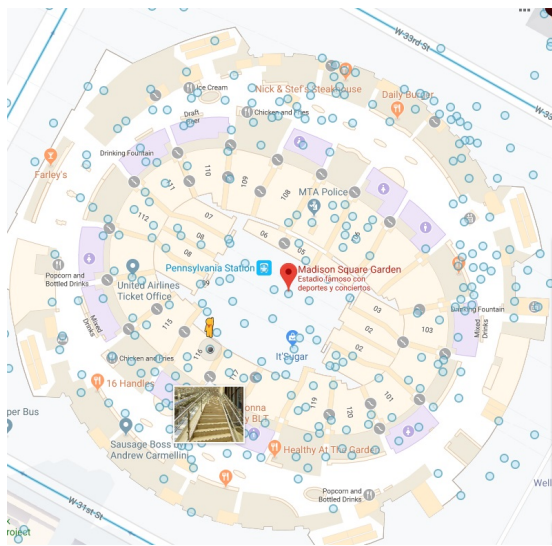 W 33rd St
Nick & Stef's Steakhouse
Ice Cream
Daily Burger
Chicken and Fries
Drinking Fountain
Farley's
111
110
109
108
MTA Police
112
07
08
08
06
05
Pennsylvania Station
Madison Square Garden
Estadio famoso con
deportes y conciertos
Popcorn and
Bottled Drinks
United Airlines
Ticket Office
Drinking Fountain
Mixed
Drinks
Mixed
Drinks
115
116
03
02
02
103
It'Sugar
Chicken and Fries
16 Handles
119
120
101
Sausage Boss by
Andrew Carmellini
Healthy At The Garden
Popcorn and
Bottled Drinks
W 31st St